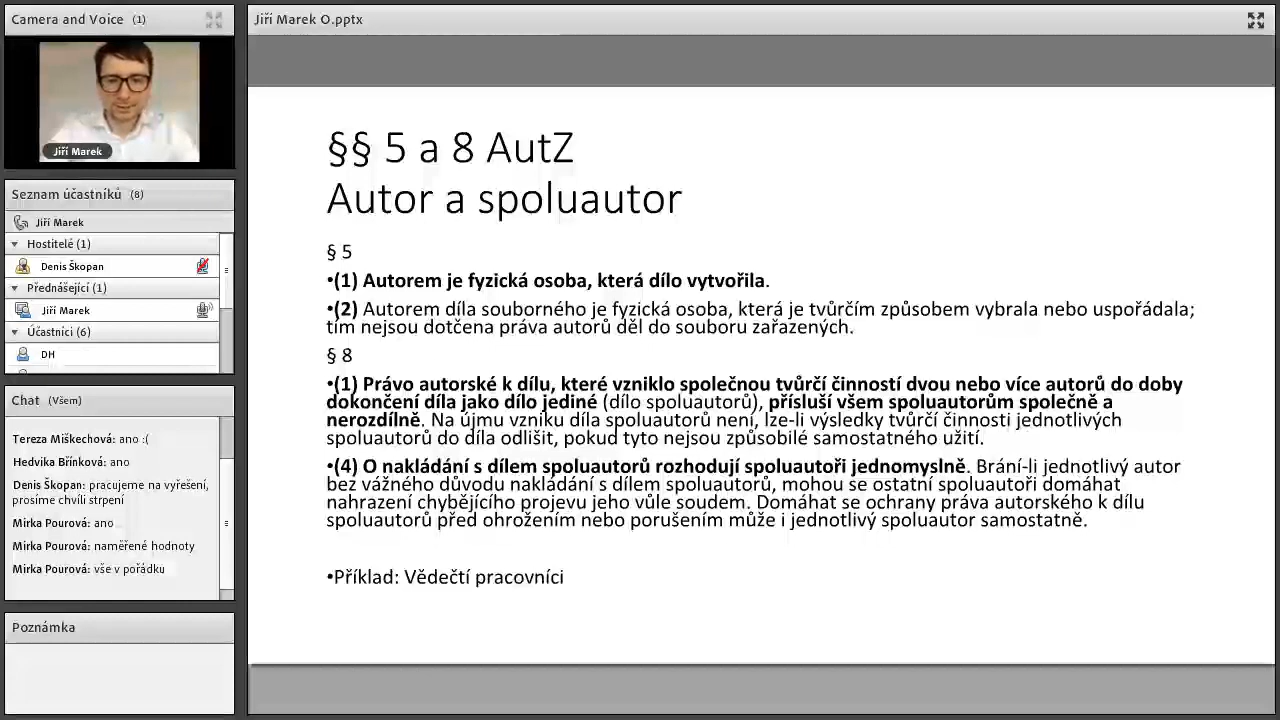 Camera and Voice (1)
Jiří Marek
Seznam účastníků (8)
Jiří Marek
Hostitelé (1)
Denis Škopan
Přednášející (1)
Jiří Marek
Účastníci (6)
DH
Chat (Všem)
Tereza Miškechová: ano :(
Hedvika Břínková: ano
Denis Škopan: pracujeme na vyřešení,
prosíme chvíli strpení
Mirka Pourová: ano
Mirka Pourová: naměřené hodnoty
Mirka Pourová: vše v pořádku
Poznámka
Jiří Marek O.pptx
§§ 5 a 8 AutZ
Autor a spoluautor
§ 5
•(1) Autorem je fyzická osoba, která dílo vytvořila.
•(2) Autorem díla souborného je fyzická osoba, která je tvůrčím způsobem vybrala nebo uspořádala;
tím nejsou dotčena práva autorů děl do souboru zařazených.
§ 8
•(1) Právo autorské k dílu, které vzniklo společnou tvůrčí činností dvou nebo více autorů do doby
dokončení díla jako dílo jediné (dílo spoluautorů), přísluší všem spoluautorům společně a
nerozdílně. Na újmu vzniku díla spoluautorů není, lze-li výsledky tvůrčí činnosti jednotlivých
spoluautorů do díla odlišit, pokud tyto nejsou způsobilé samostatného užití.
•(4) O nakládání s dílem spoluautorů rozhodují spoluautoři jednomyslně. Brání-li jednotlivý autor
bez vážného důvodu nakládání s dílem spoluautorů, mohou se ostatní spoluautoři domáhat
nahrazení chybějícího projevu jeho vůle soudem. Domáhat se ochrany práva autorského k dílu
spoluautorů před ohrožením nebo porušením může i jednotlivý spoluautor samostatně.
•Příklad: Vědečtí pracovníci